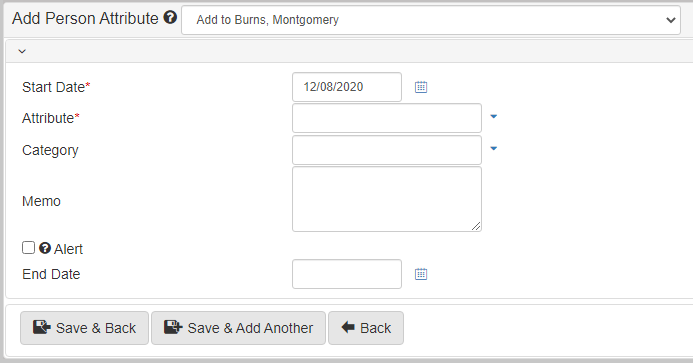 Add Person Attribute ? Add to Burns, Montgomery
Start Date* 12/08/2020
Attribute*
Category
Memo
? Alert
End Date
Save & Back Save & Add Another Back